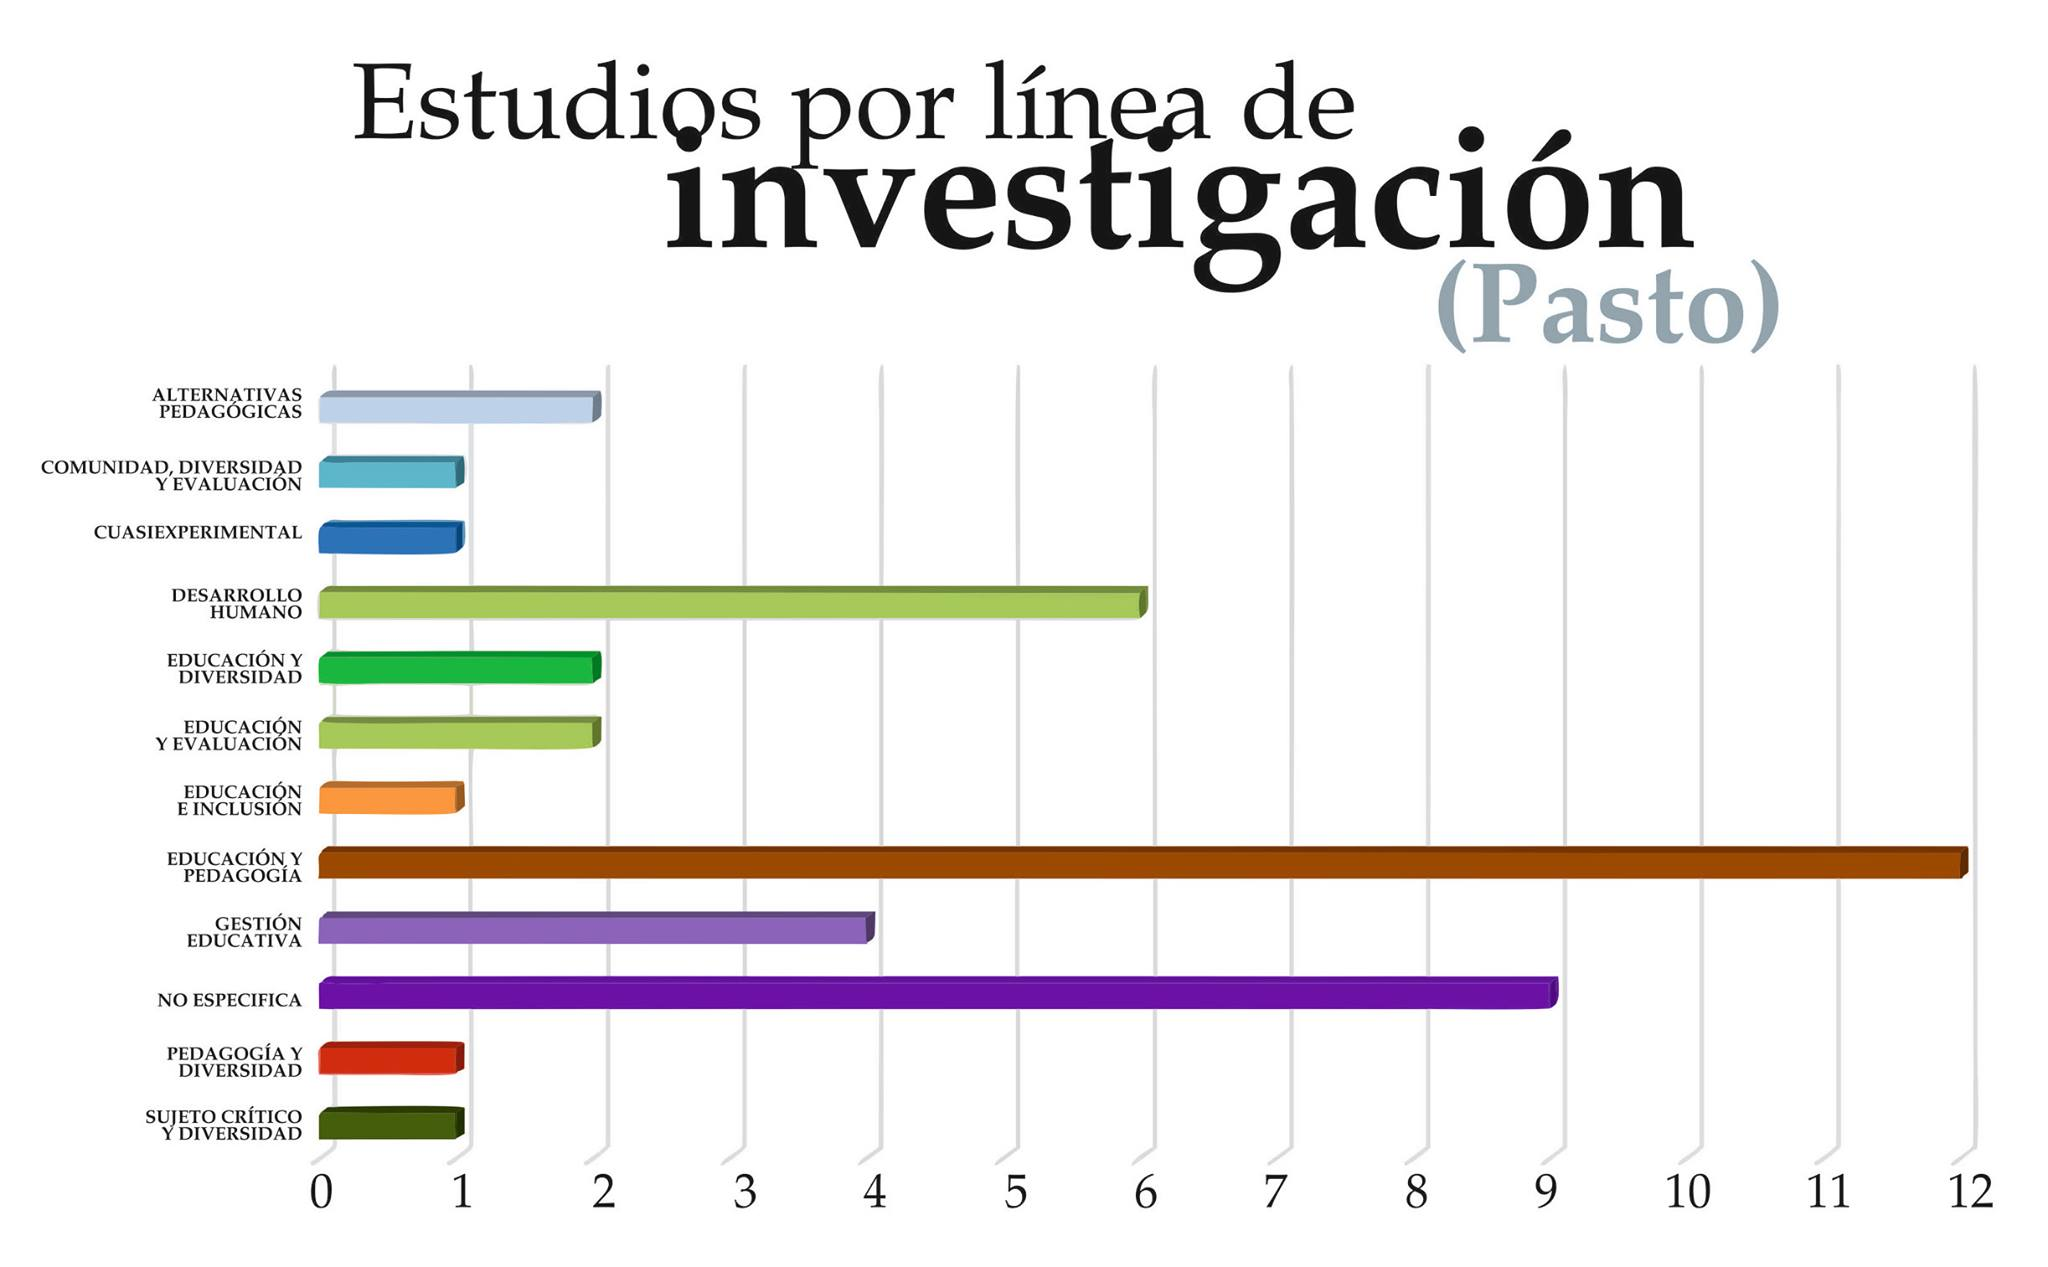 Estudios por línea de
investigación
(Pasto)
ALTERNATIVAS
PEDAGÓGICAS
COMUNIDAD, DIVERSIDAD
Y EVALUACIÓN
CUASIEXPERIMENTAL
DESARROLLO
HUMANO
EDUCACIÓN Y
DIVERSIDAD
EDUCACIÓN
Y EVALUACIÓN
EDUCACIÓN
E INCLUSIÓN
EDUCACIÓN Y
PEDAGOGÍA
GESTIÓN
EDUCATIVA
NO ESPECIFICA
PEDAGOGÍA Y
DIVERSIDAD
SUJETO CRÍTICO
Y DIVERSIDAD
0 1 2 3 4 5 6 7 8 9 10 11 12